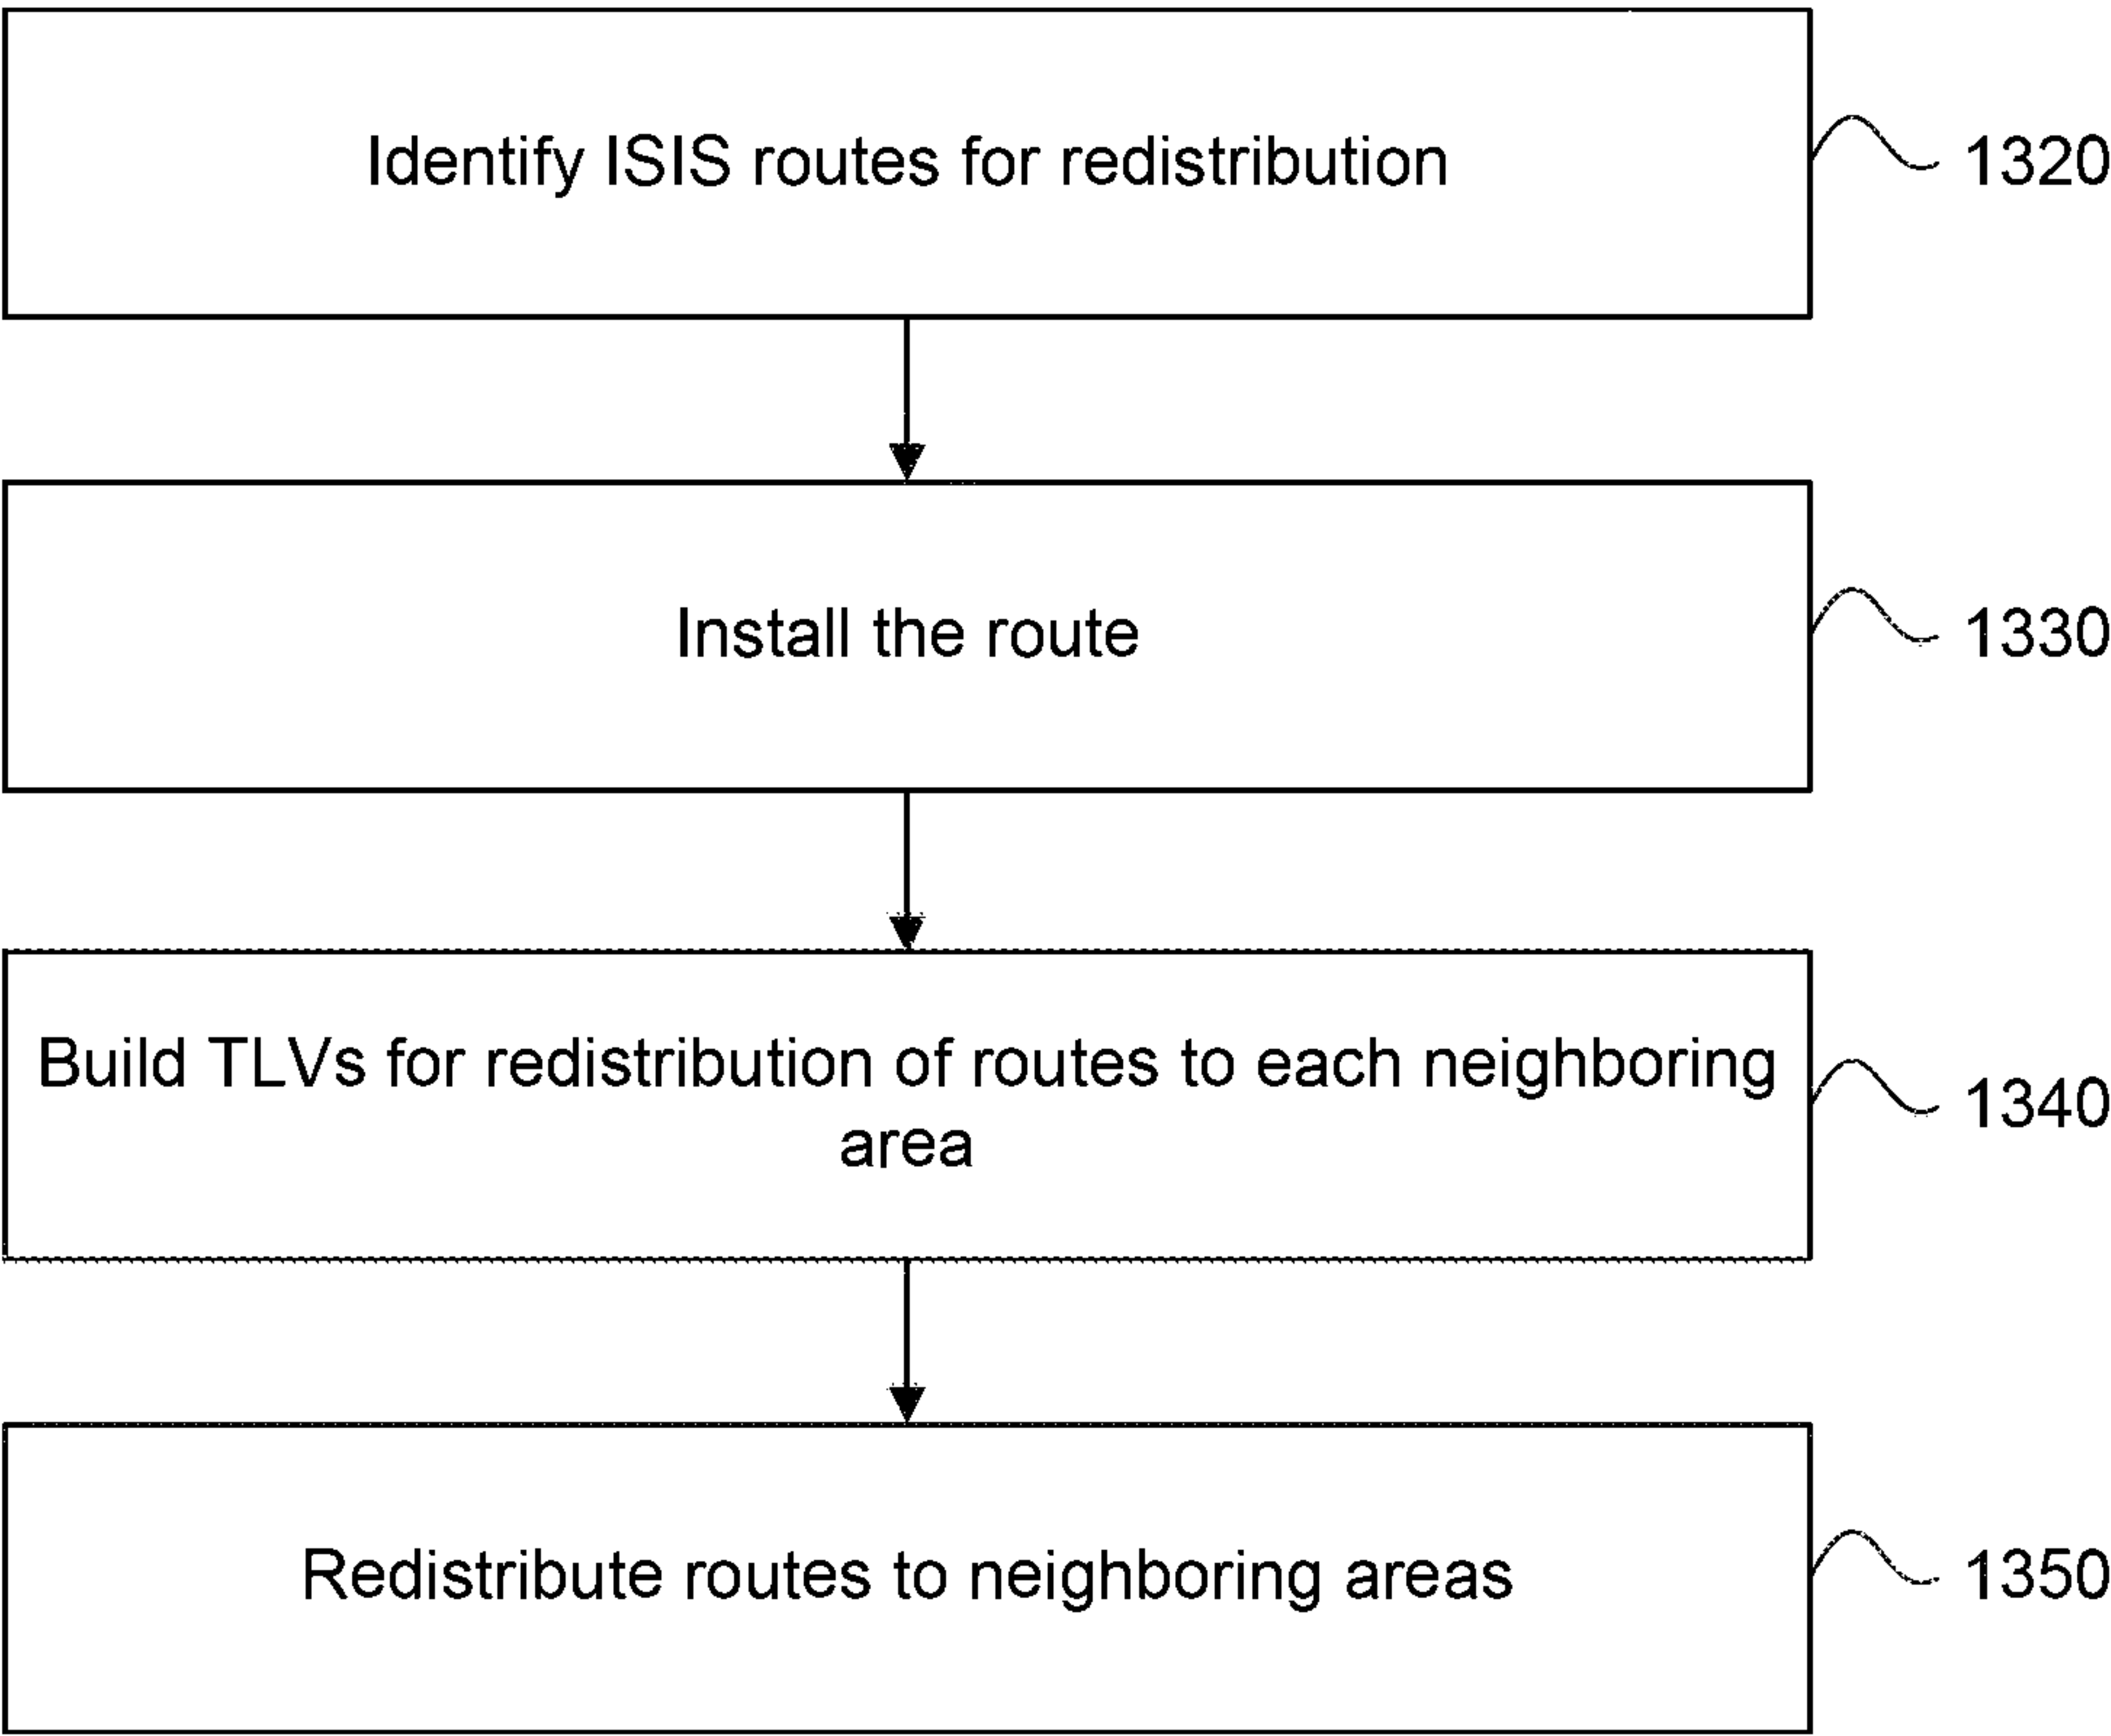 Identify ISIS routes for redistribution
1320
Install the route
1330
Build TLVs for redistribution of routes to each neighboring
area
1340
Redistribute routes to neighboring areas
1350